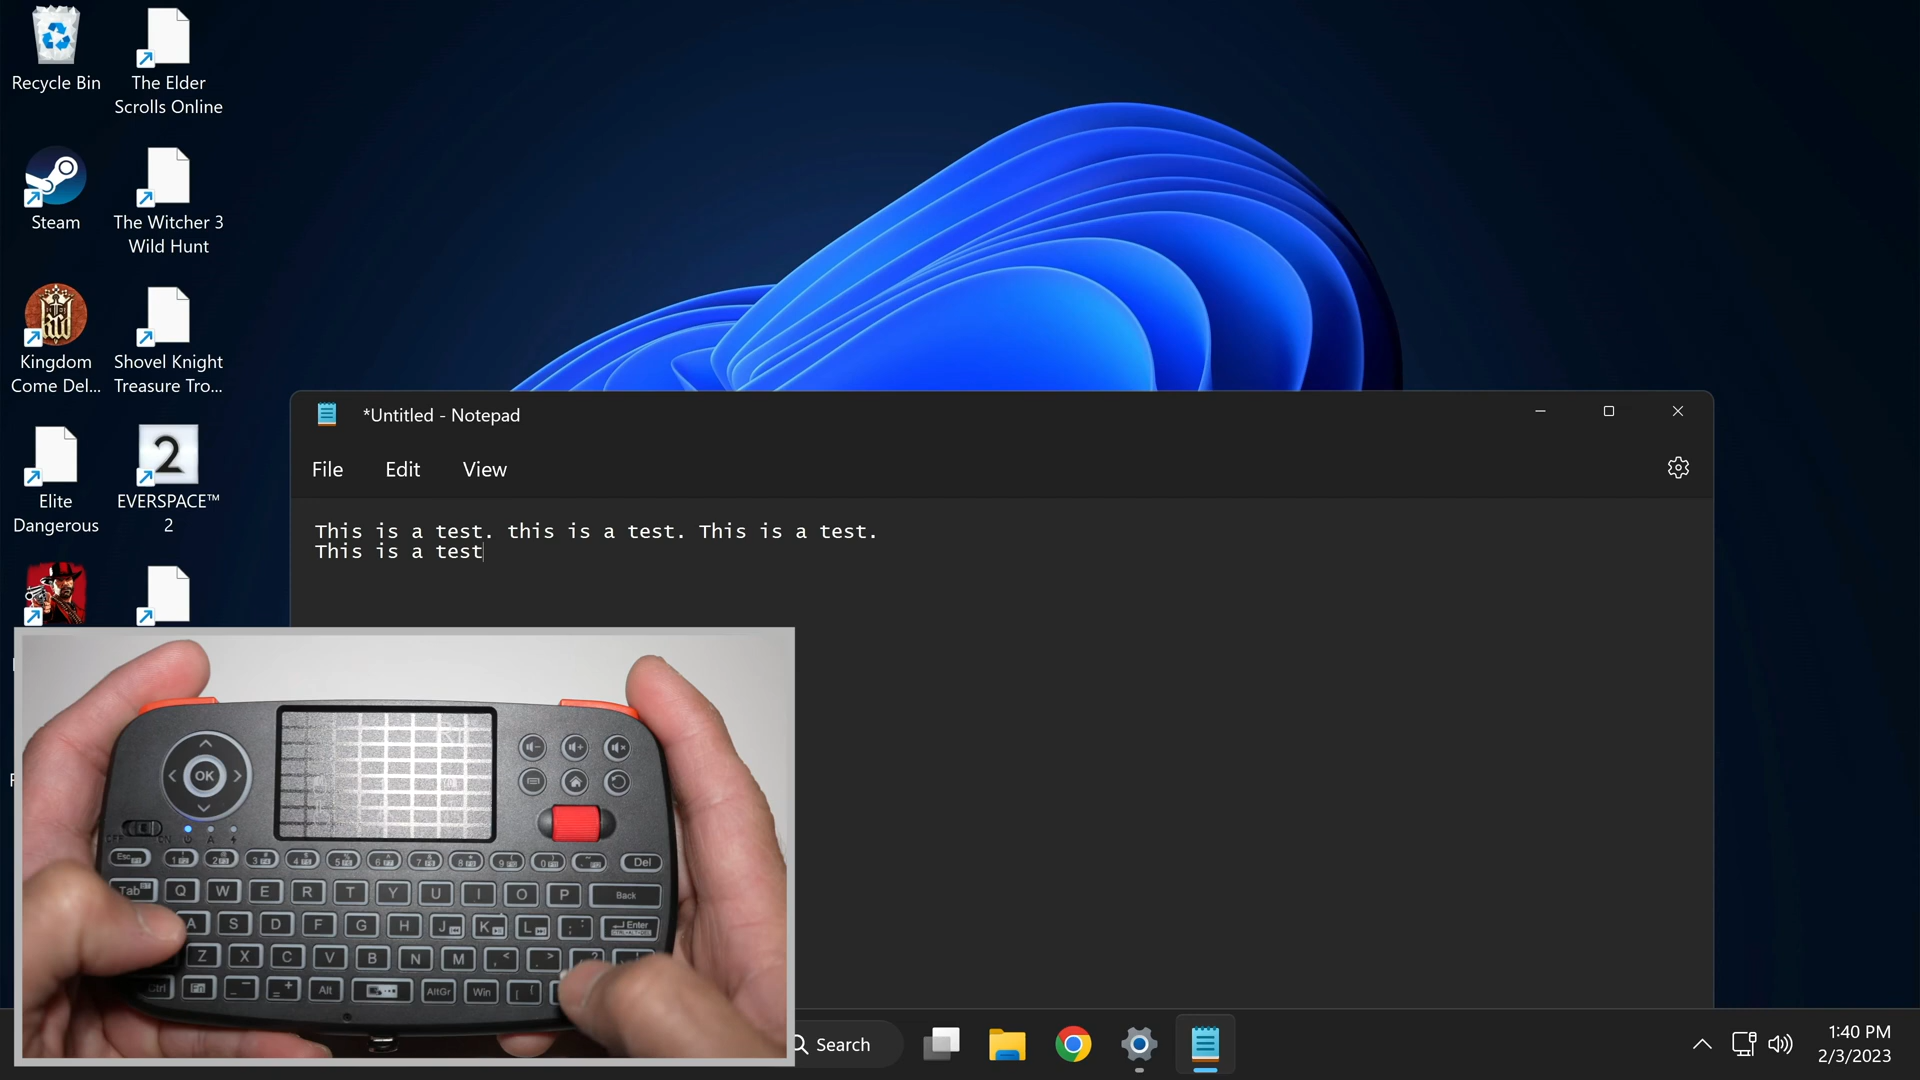 Recycle Bin
The Elder
Scrolls Online
Steam
The Witcher 3
Wild Hunt
Kingdom
Come Del...
Shovel Knight
Treasure Tro...
Elite
Dangerous
2
EVERSPACE™
2
*Untitled - Notepad
File Edit View
This is a test. this is a test. This is a test.
This is a test
OK
ON
Esc 1 2 3 4 5 6 7 8 9 0 Del
Tab Q W E R T Y U I O P Back
A S D F G H J K L ; Enter
Z X C V B N M , < . > ?
Ctrl Fn Alt AltGr Win [
Search
1:40 PM
2/3/2023